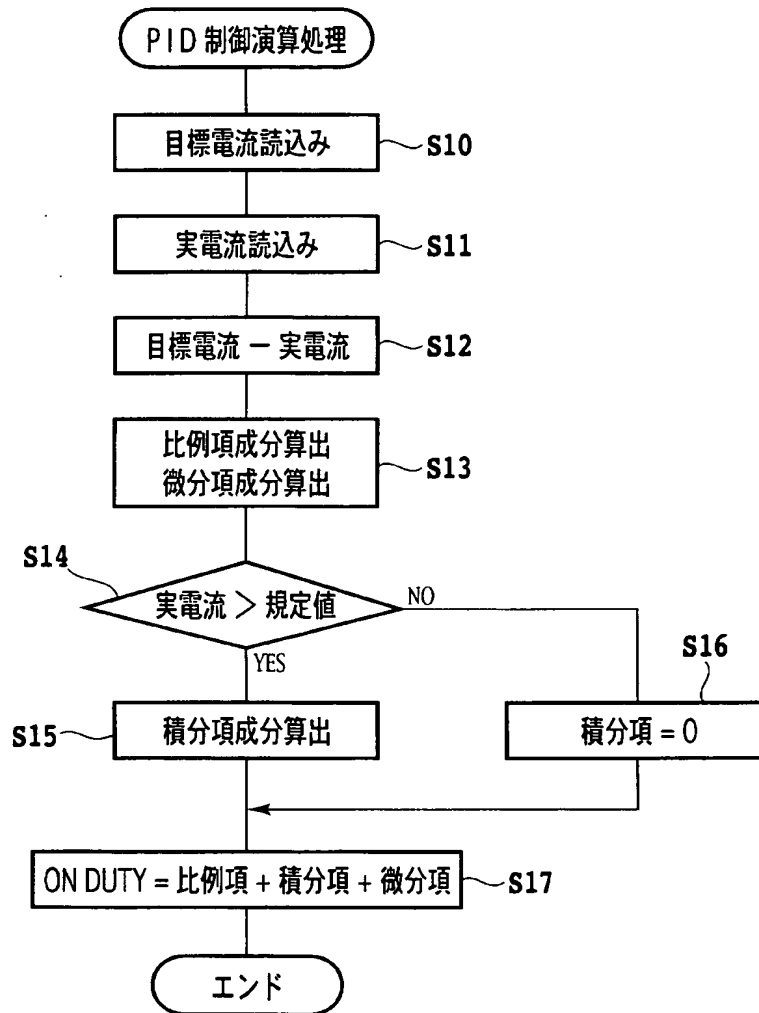 PID 制御演算処理
目標電流読込み
S10
実電流読込み
S11
目標電流 − 実電流
S12
比例項成分算出
微分項成分算出
S13
S14
実電流 > 規定値
NO
YES
S16
S15
積分項成分算出
積分項 = 0
ON DUTY = 比例項 + 積分項 + 微分項
S17
エンド